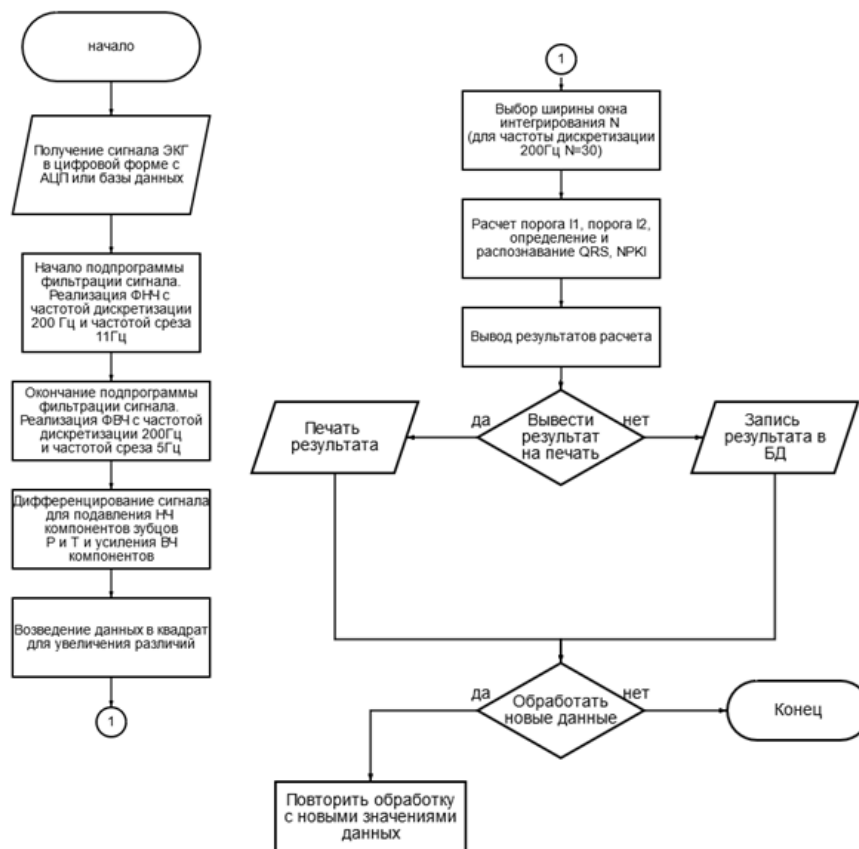 начало
Получение сигнала ЭКГ
в цифровой форме с
АЦП или базы данных
Начало подпрограммы
фильтрации сигнала.
Реализация ФНЧ с
частотой дискретизации
200 Гц и частотой среза
11Гц
Окончание подпрограммы
фильтрации сигнала.
Реализация ФВЧ с частотой
дискретизации 200Гц
и частотой среза 5Гц
Дифференцирование сигнала
для подавления НЧ
компонентов зубцов
P и T и усиления ВЧ
компонентов
Возведение данных в квадрат
для увеличения различий
1
1
Выбор ширины окна
интегрирования N
(для частоты дискретизации
200Гц N=30)
Расчет порога I1, порога I2,
определение и
распознавание QRS, NPKI
Вывод результатов расчета
Вывести
результат
на печать
да
нет
Печать
результата
Запись
результата в
БД
Обработать
новые данные
да
нет
Конец
Повторить обработку
с новыми значениями
данных